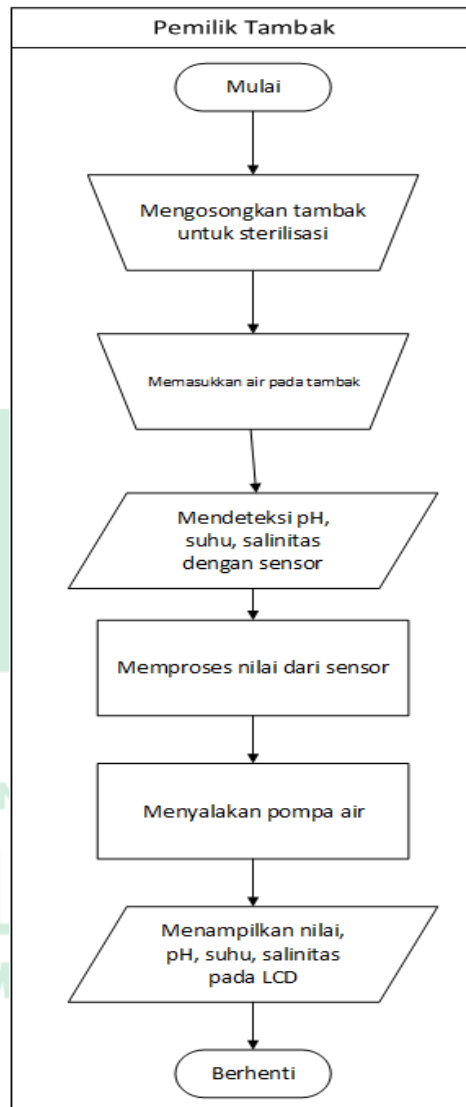 Pemilik Tambak
Mulai
Mengosongkan tambak
untuk sterilisasi
Memasukkan air pada tambak
Mendeteksi pH,
suhu, salinitas
dengan sensor
Memproses nilai dari sensor
Menyalakan pompa air
Menampilkan nilai,
pH, suhu, salinitas
pada LCD
Berhenti